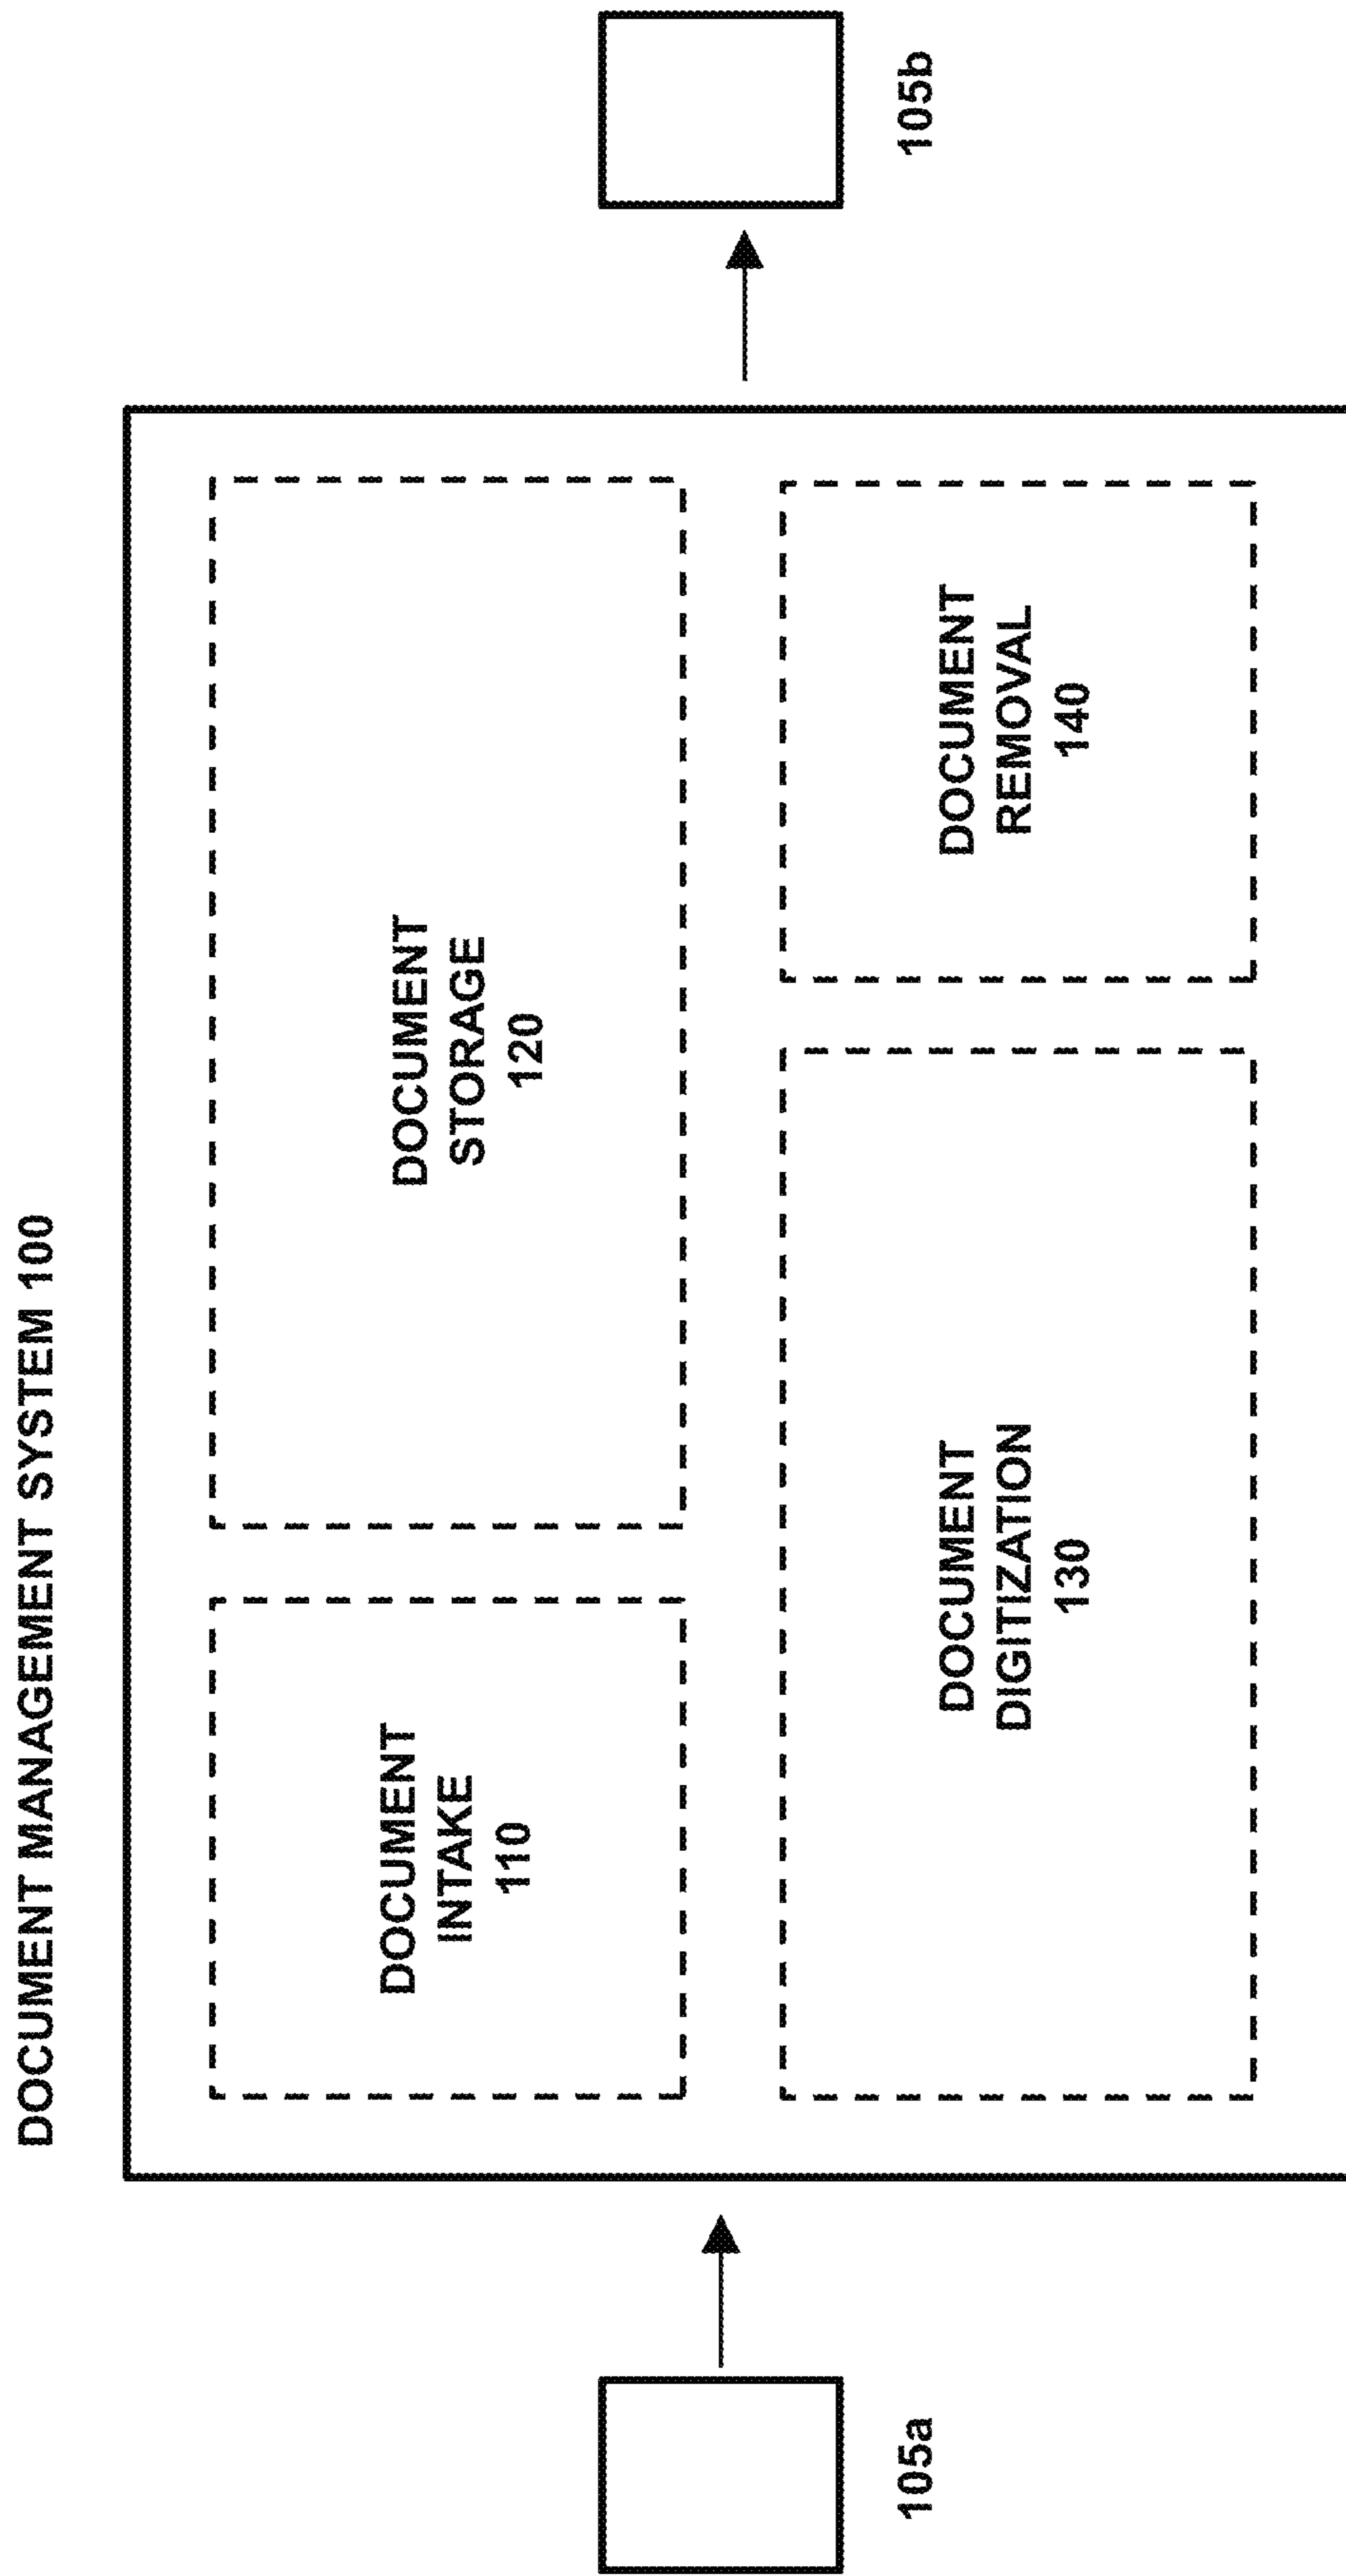 DOCUMENT MANAGEMENT SYSTEM 100
DOCUMENT
INTAKE
110
DOCUMENT
STORAGE
120
DOCUMENT
DIGITIZATION
130
DOCUMENT
REMOVAL
140
105a
105b